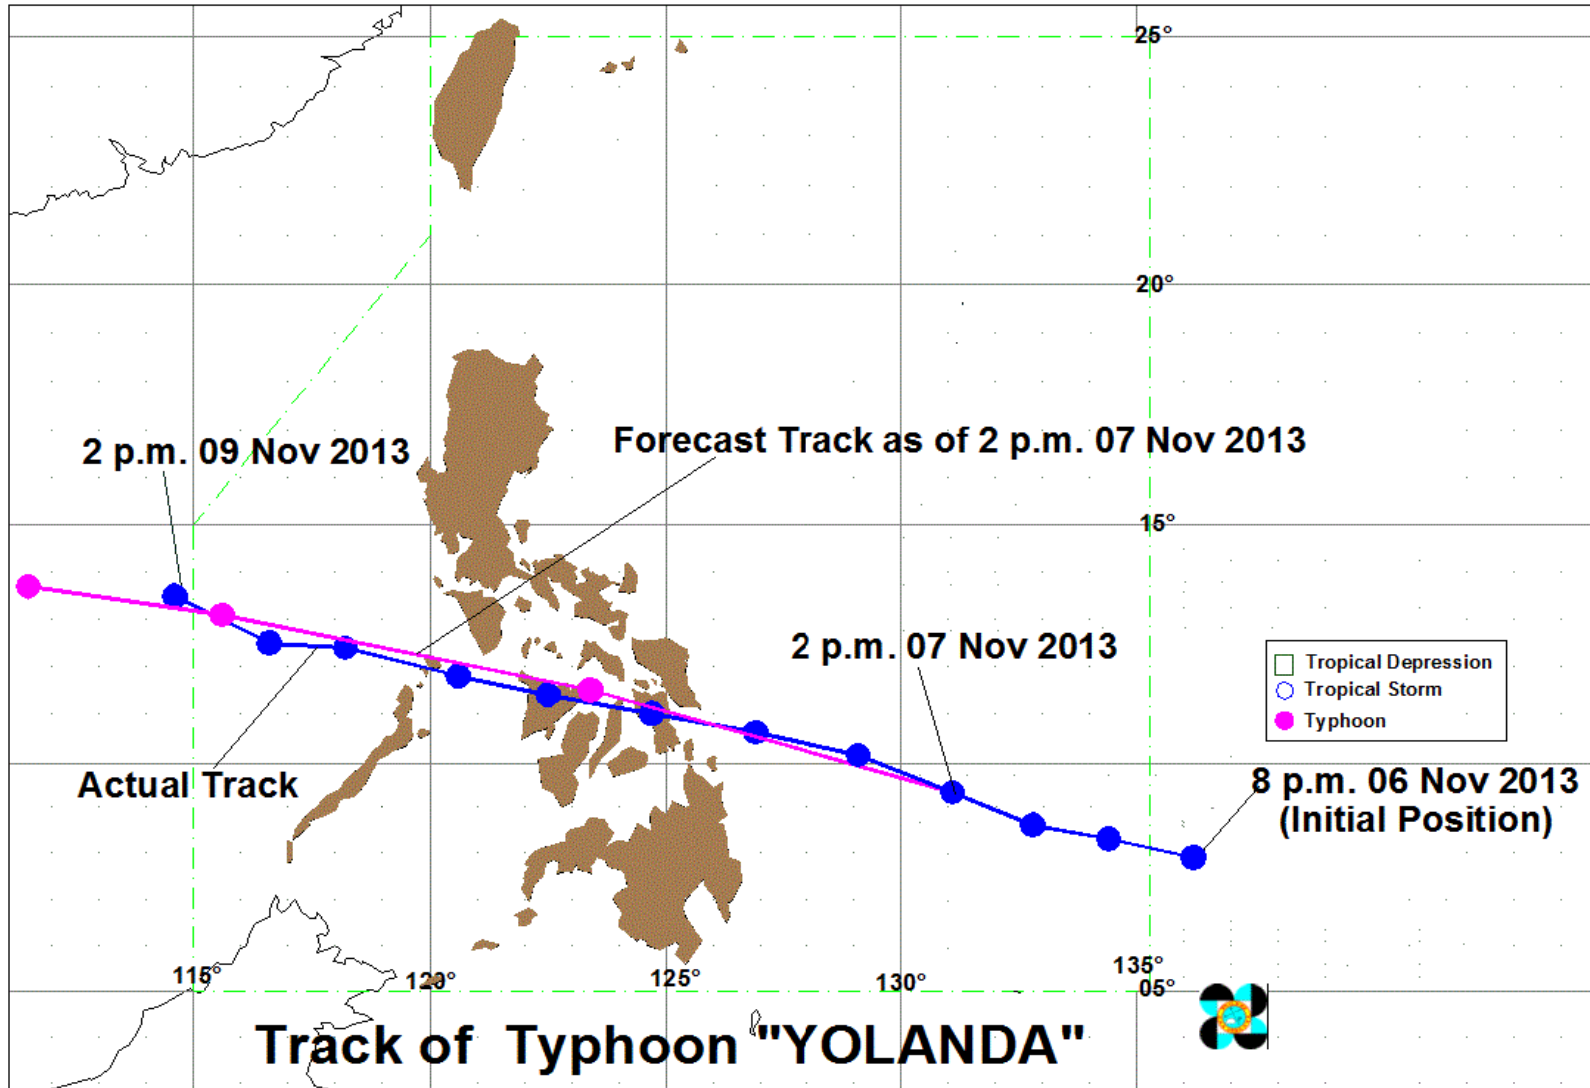 25°
20°
2 p.m. 09 Nov 2013
Forecast Track as of 2 p.m. 07 Nov 2013
15°
2 p.m. 07 Nov 2013
Tropical Depression
Tropical Storm
Typhoon
Actual Track
8 p.m. 06 Nov 2013
(Initial Position)
115°
120°
125°
130°
135°
05°
Track of Typhoon "YOLANDA"